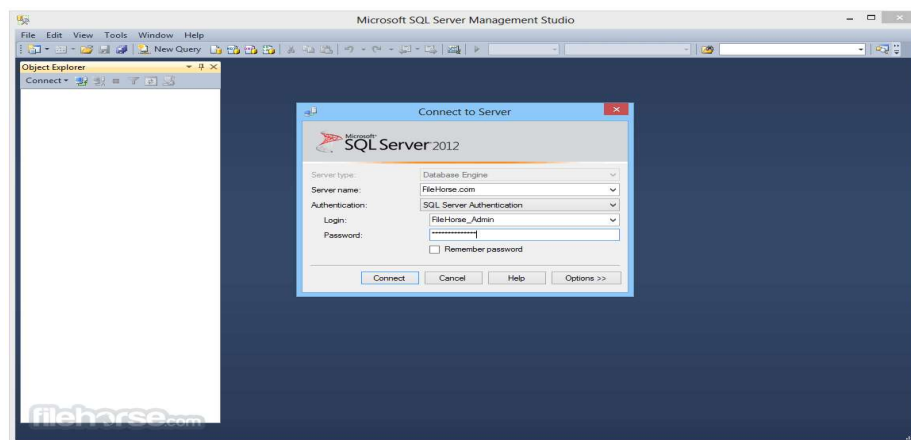 Microsoft SQL Server Management Studio
File Edit View Tools Window Help
New Query
Object Explorer
Connect
Connect to Server
Microsoft®
SQL Server 2012
Server type: Database Engine
Server name: FileHorse.com
Authentication: SQL Server Authentication
Login: FileHorse_Admin
Password: **************
Remember password
Connect Cancel Help Options >>
filehorse.com